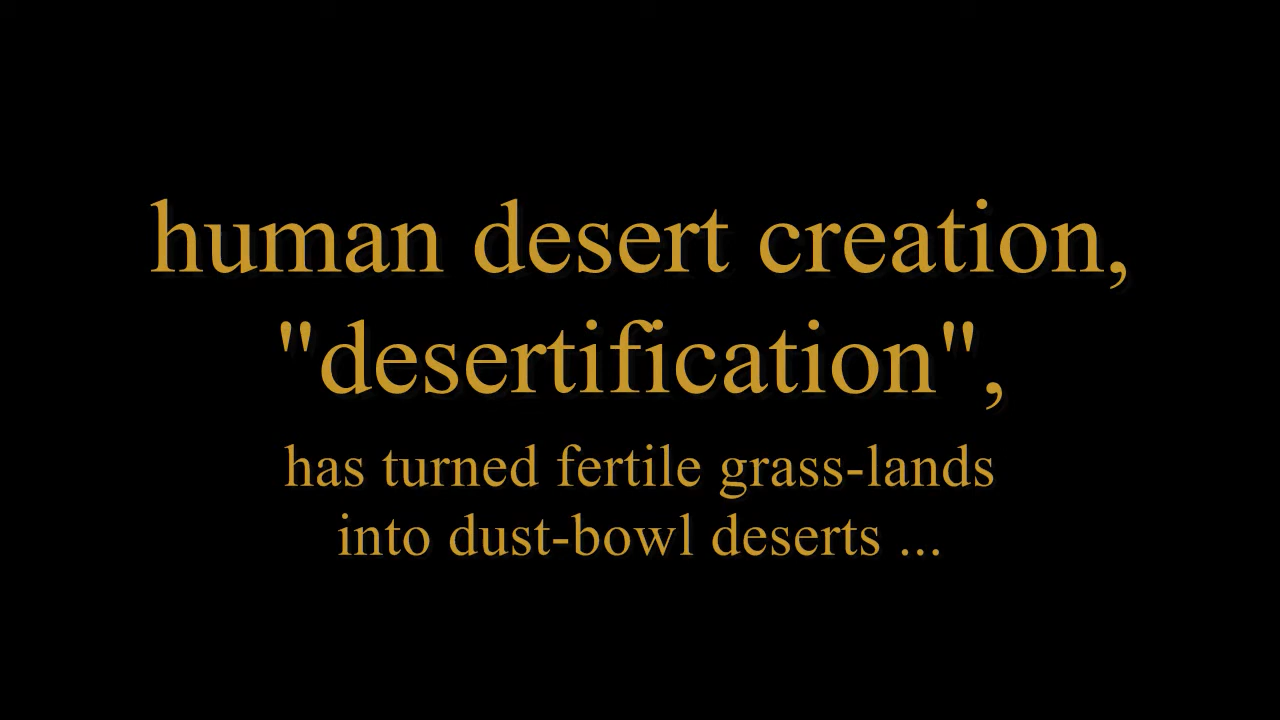 human desert creation,
"desertification",
has turned fertile grass-lands
into dust-bowl deserts ...